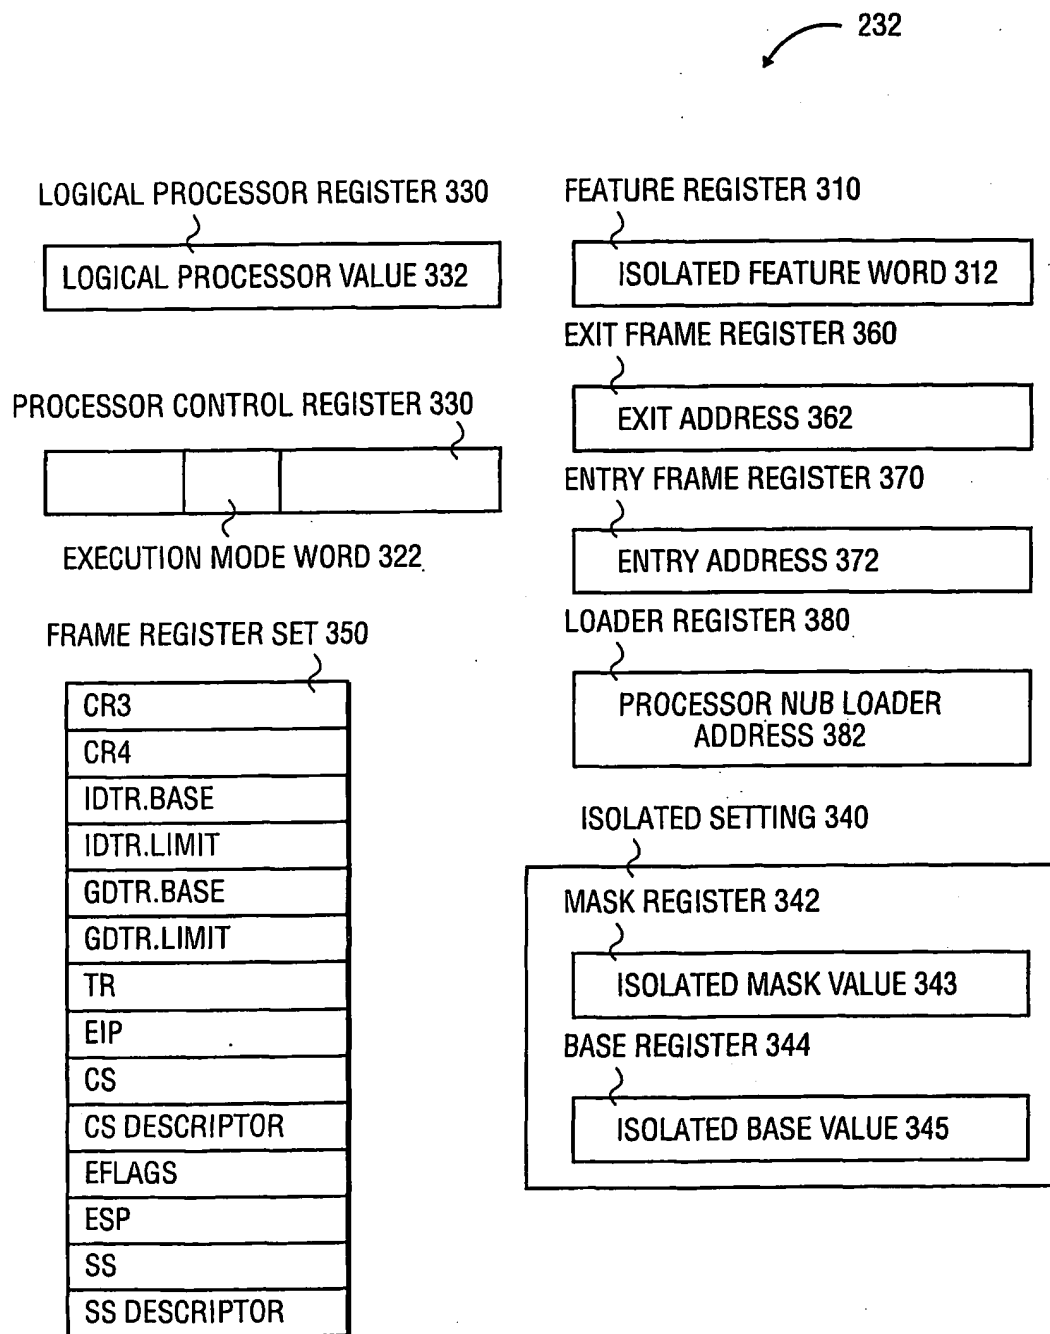 232
LOGICAL PROCESSOR REGISTER 330
LOGICAL PROCESSOR VALUE 332
PROCESSOR CONTROL REGISTER 330
EXECUTION MODE WORD 322
FRAME REGISTER SET 350
CR3
CR4
IDTR.BASE
IDTR.LIMIT
GDTR.BASE
GDTR.LIMIT
TR
EIP
CS
CS DESCRIPTOR
EFLAGS
ESP
SS
SS DESCRIPTOR
FEATURE REGISTER 310
ISOLATED FEATURE WORD 312
EXIT FRAME REGISTER 360
EXIT ADDRESS 362
ENTRY FRAME REGISTER 370
ENTRY ADDRESS 372
LOADER REGISTER 380
PROCESSOR NUB LOADER
ADDRESS 382
ISOLATED SETTING 340
MASK REGISTER 342
ISOLATED MASK VALUE 343
BASE REGISTER 344
ISOLATED BASE VALUE 345